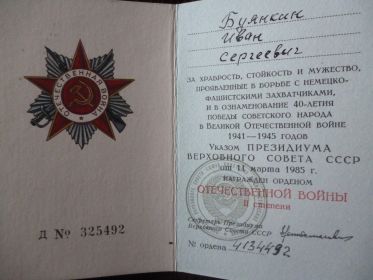 ОТЕЧЕСТВЕННАЯ ВОЙНА
Д № 325492
Буянкин
Иван
Сергеевич
ЗА ХРАБРОСТЬ, СТОЙКОСТЬ И МУЖЕСТВО,
ПРОЯВЛЕННЫЕ В БОРЬБЕ С НЕМЕЦКО-
ФАШИСТСКИМИ ЗАХВАТЧИКАМИ,
И В ОЗНАМЕНОВАНИЕ 40-ЛЕТИЯ
ПОБЕДЫ СОВЕТСКОГО НАРОДА
В ВЕЛИКОЙ ОТЕЧЕСТВЕННОЙ ВОЙНЕ
1941—1945 ГОДОВ
УКАЗОМ ПРЕЗИДИУМА
ВЕРХОВНОГО СОВЕТА СССР
от 11 марта 1985 г.
НАГРАЖДЕН ОРДЕНОМ
ОТЕЧЕСТВЕННОЙ ВОЙНЫ
II СТЕПЕНИ
Секретарь Президиума
Верховного Совета СССР
№ ордена 4134492